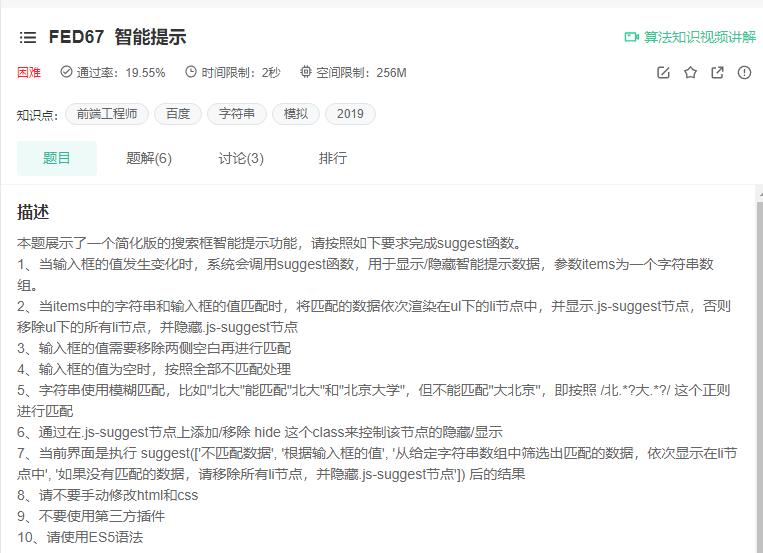 FED67 智能提示
算法知识视频讲解
困难 通过率：19.55% 时间限制：2秒 空间限制：256M
知识点： 前端工程师 百度 字符串 模拟 2019
题目 题解(6) 讨论(3) 排行
描述
本题展示了一个简化版的搜索框智能提示功能，请按照如下要求完成suggest函数。
1、当输入框的值发生变化时，系统会调用suggest函数，用于显示/隐藏智能提示数据，参数items为一个字符串数
组。
2、当items中的字符串和输入框的值匹配时，将匹配的数据依次渲染在ul下的li节点中，并显示.js-suggest节点，否则
移除ul下的所有li节点，并隐藏.js-suggest节点
3、输入框的值需要移除两侧空白再进行匹配
4、输入框的值为空时，按照全部不匹配处理
5、字符串使用模糊匹配，比如"北大"能匹配"北大"和"北京大学"，但不能匹配"大北京"，即按照 /北.*?大.*?/ 这个正则
进行匹配
6、通过在.js-suggest节点上添加/移除 hide 这个class来控制该节点的隐藏/显示
7、当前界面是执行 suggest(['不匹配数据', '根据输入框的值', '从给定字符串数组中筛选出匹配的数据，依次显示在li节
点中', '如果没有匹配的数据，请移除所有li节点，并隐藏.js-suggest节点']) 后的结果
8、请不要手动修改html和css
9、不要使用第三方插件
10、请使用ES5语法